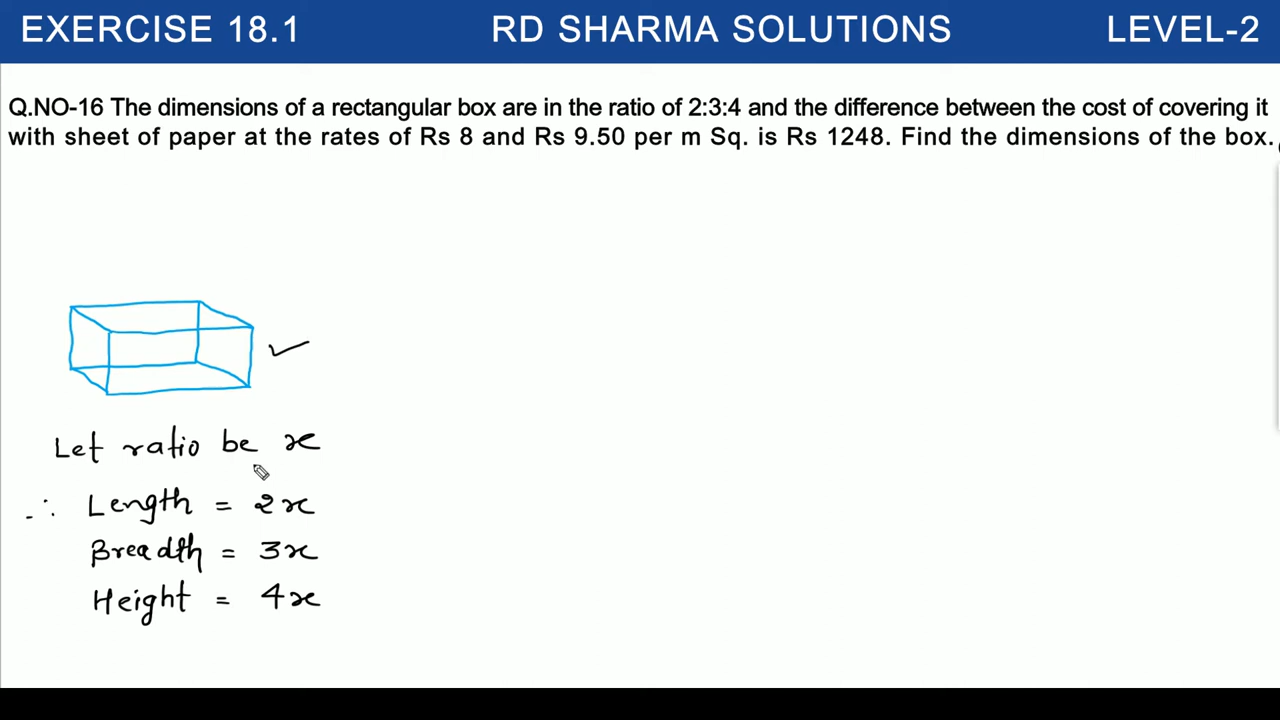 EXERCISE 18.1 RD SHARMA SOLUTIONS LEVEL-2
Q.NO-16 The dimensions of a rectangular box are in the ratio of 2:3:4 and the difference between the cost of covering it
with sheet of paper at the rates of Rs 8 and Rs 9.50 per m Sq. is Rs 1248. Find the dimensions of the box.
Let ratio be x
∴ Length = 2x
Breadth = 3x
Height = 4x